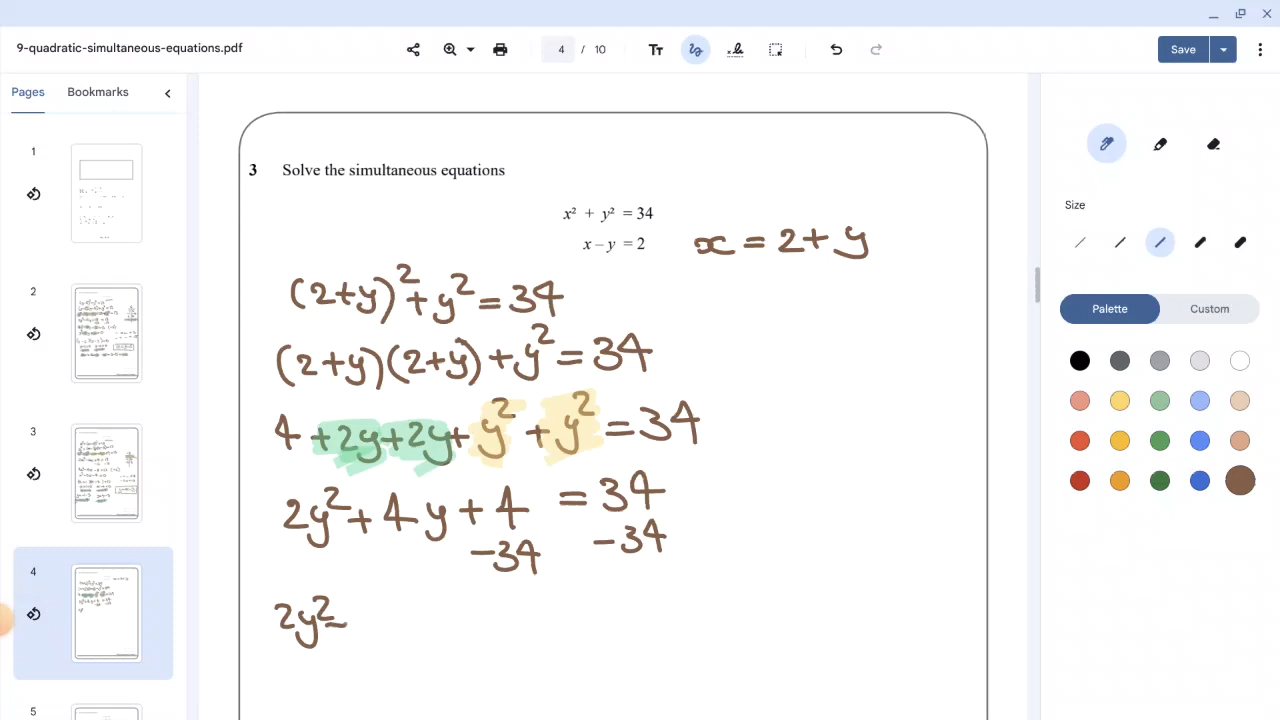 9-quadratic-simultaneous-equations.pdf
4 / 10
Tt
Save
Pages
Bookmarks
1
2
3
4
5
3 Solve the simultaneous equations
x² + y² = 34
x – y = 2
x = 2 + y
(2+y)² + y² = 34
(2+y)(2+y) + y² = 34
4 + 2y + 2y + y² + y² = 34
2y² + 4y + 4 = 34
-34 -34
2y²
Size
Palette
Custom